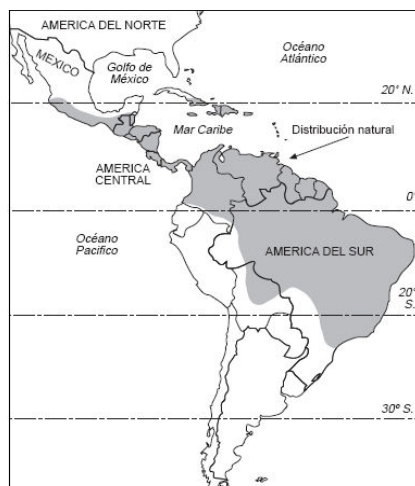 AMERICA DEL NORTE
Océano
Atlántico
MEXICO
Golfo de
México
20° N.
Mar Caribe
Distribución natural
AMERICA
CENTRAL
0°
Océano
Pacifico
AMERICA DEL SUR
20°
S.
30° S.